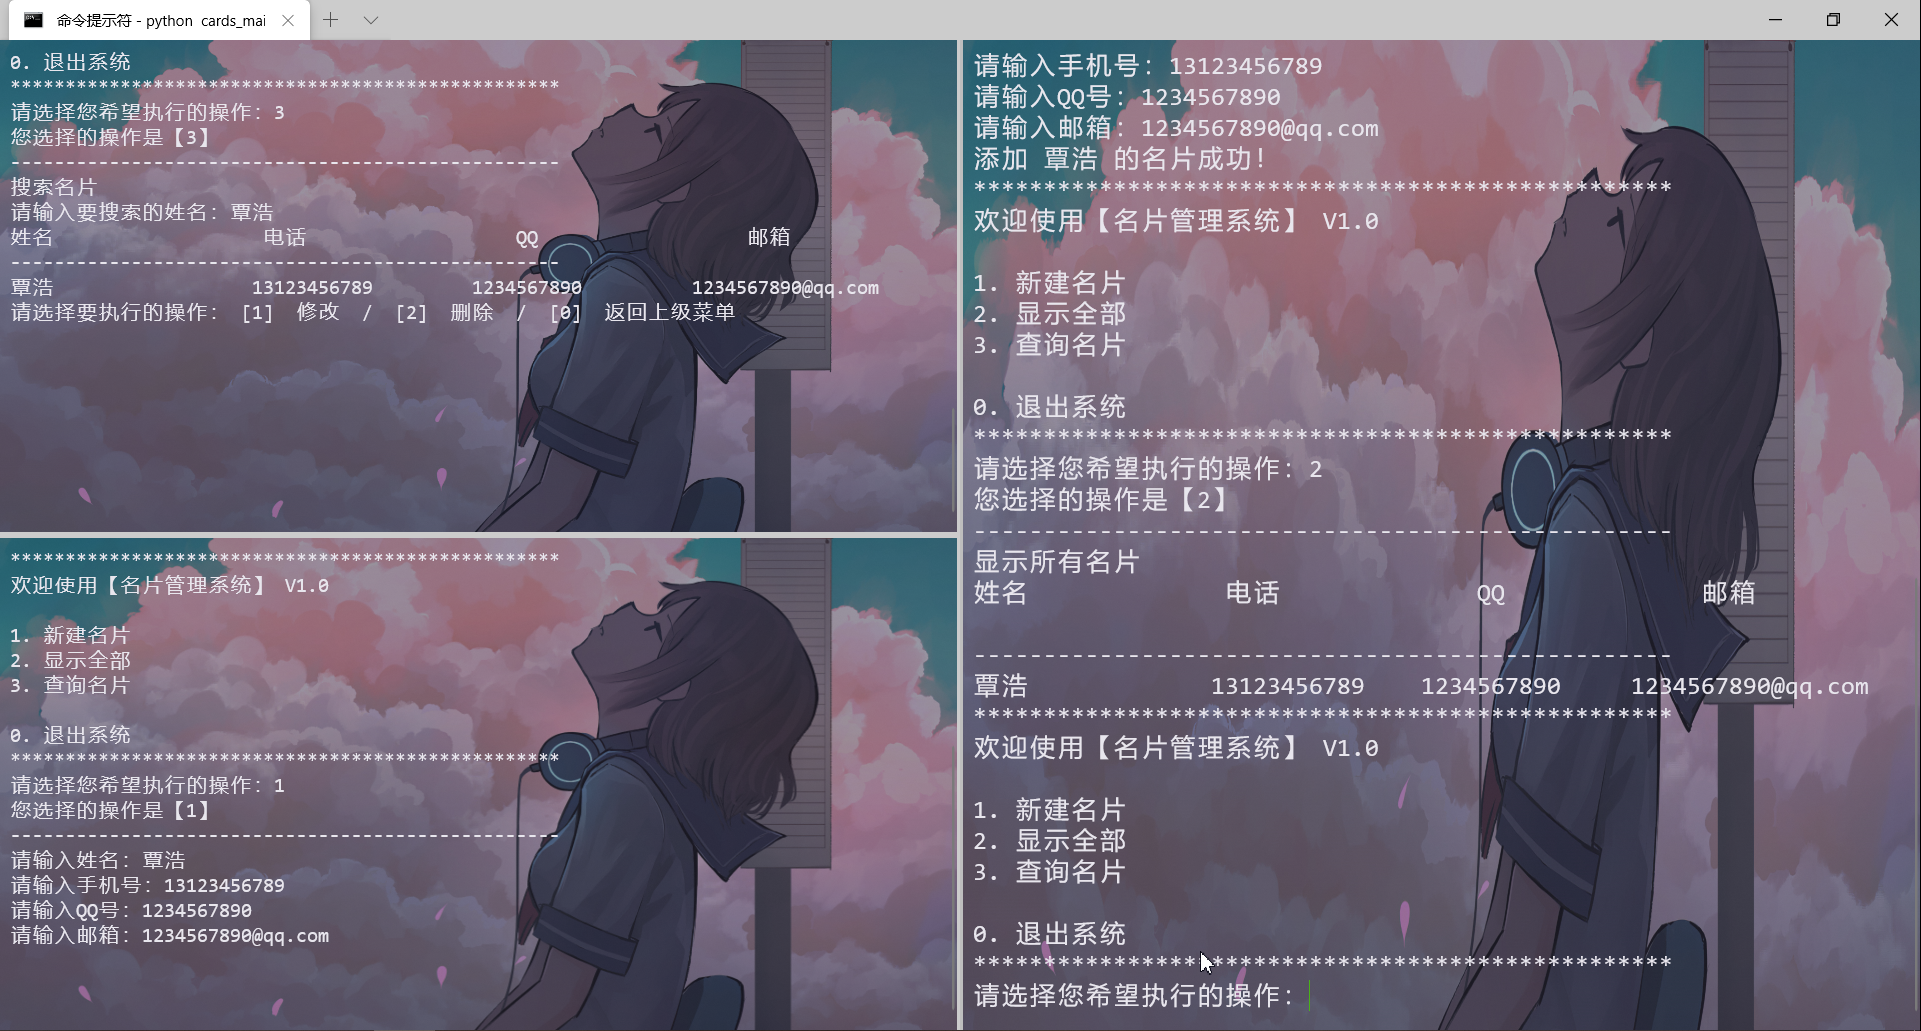 命令提示符 - python  cards_mai
0. 退出系统
**************************************************
请选择您希望执行的操作: 3
您选择的操作是【3】
--------------------------------------------------
搜索名片
请输入要搜索的姓名: 覃浩
姓名 电话 QQ 邮箱
--------------------------------------------------
覃浩 13123456789 1234567890 1234567890@qq.com
请选择要执行的操作: [1] 修改 / [2] 删除 / [0] 返回上级菜单
**************************************************
欢迎使用【名片管理系统】 V1.0
1. 新建名片
2. 显示全部
3. 查询名片
0. 退出系统
**************************************************
请选择您希望执行的操作: 1
您选择的操作是【1】
--------------------------------------------------
请输入姓名: 覃浩
请输入手机号: 13123456789
请输入QQ号: 1234567890
请输入邮箱: 1234567890@qq.com
请输入手机号: 13123456789
请输入QQ号: 1234567890
请输入邮箱: 1234567890@qq.com
添加 覃浩 的名片成功!
**************************************************
欢迎使用【名片管理系统】 V1.0
1. 新建名片
2. 显示全部
3. 查询名片
0. 退出系统
**************************************************
请选择您希望执行的操作: 2
您选择的操作是【2】
--------------------------------------------------
显示所有名片
姓名 电话 QQ 邮箱
--------------------------------------------------
覃浩 13123456789 1234567890 1234567890@qq.com
**************************************************
欢迎使用【名片管理系统】 V1.0
1. 新建名片
2. 显示全部
3. 查询名片
0. 退出系统
**************************************************
请选择您希望执行的操作: